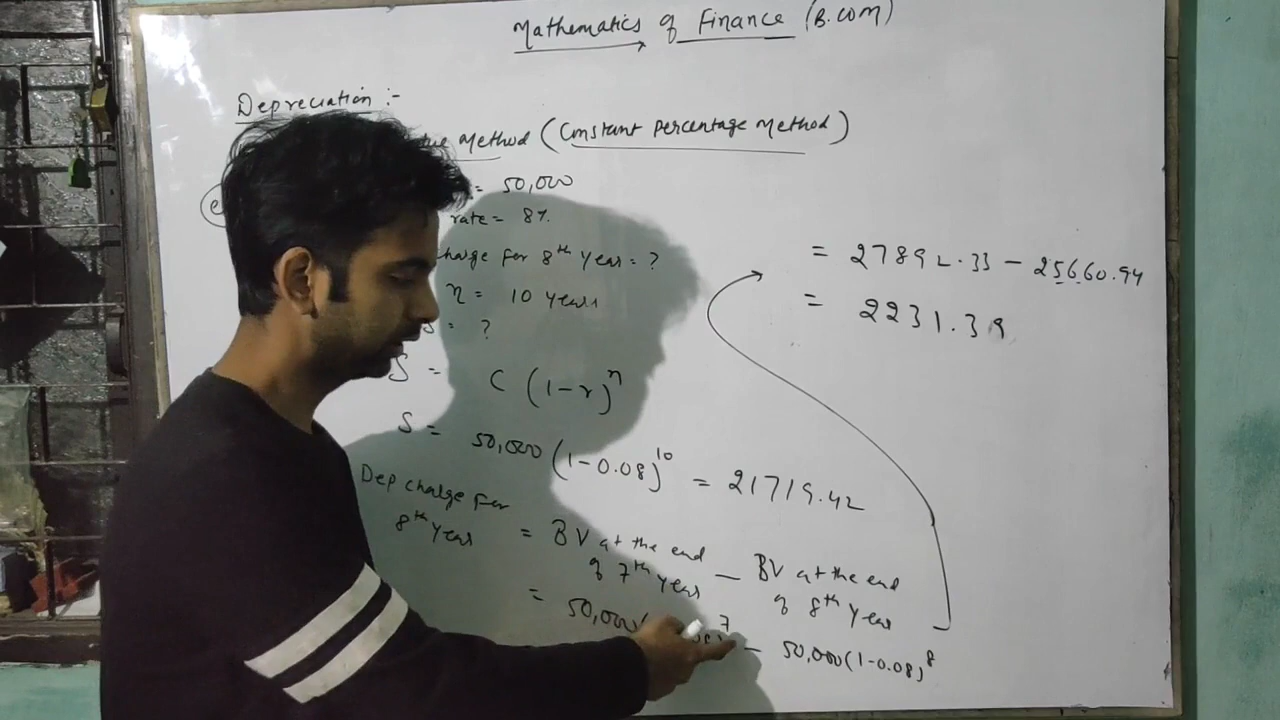 Mathematics of Finance (B.com)
Depreciation :-
Method (Constant Percentage Method)
= 50,000
rate = 8%
charge for 8th year = ?
n = 10 years
S = ?
S = C (1-r)^n
S = 50,000 (1-0.08)^10 = 21719.42
Dep charge for
8th year = BV at the end of 7th years — BV at the end of 8th year
= 50,000( 7 — 50,000(1-0.08)^8
= 27892.33 - 25660.94
= 2231.39